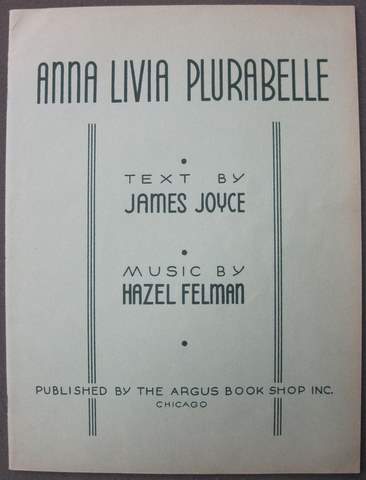 ANNA LIVIA PLURABELLE
TEXT BY
JAMES JOYCE
MUSIC BY
HAZEL FELMAN
PUBLISHED BY THE ARGUS BOOK SHOP INC.
CHICAGO